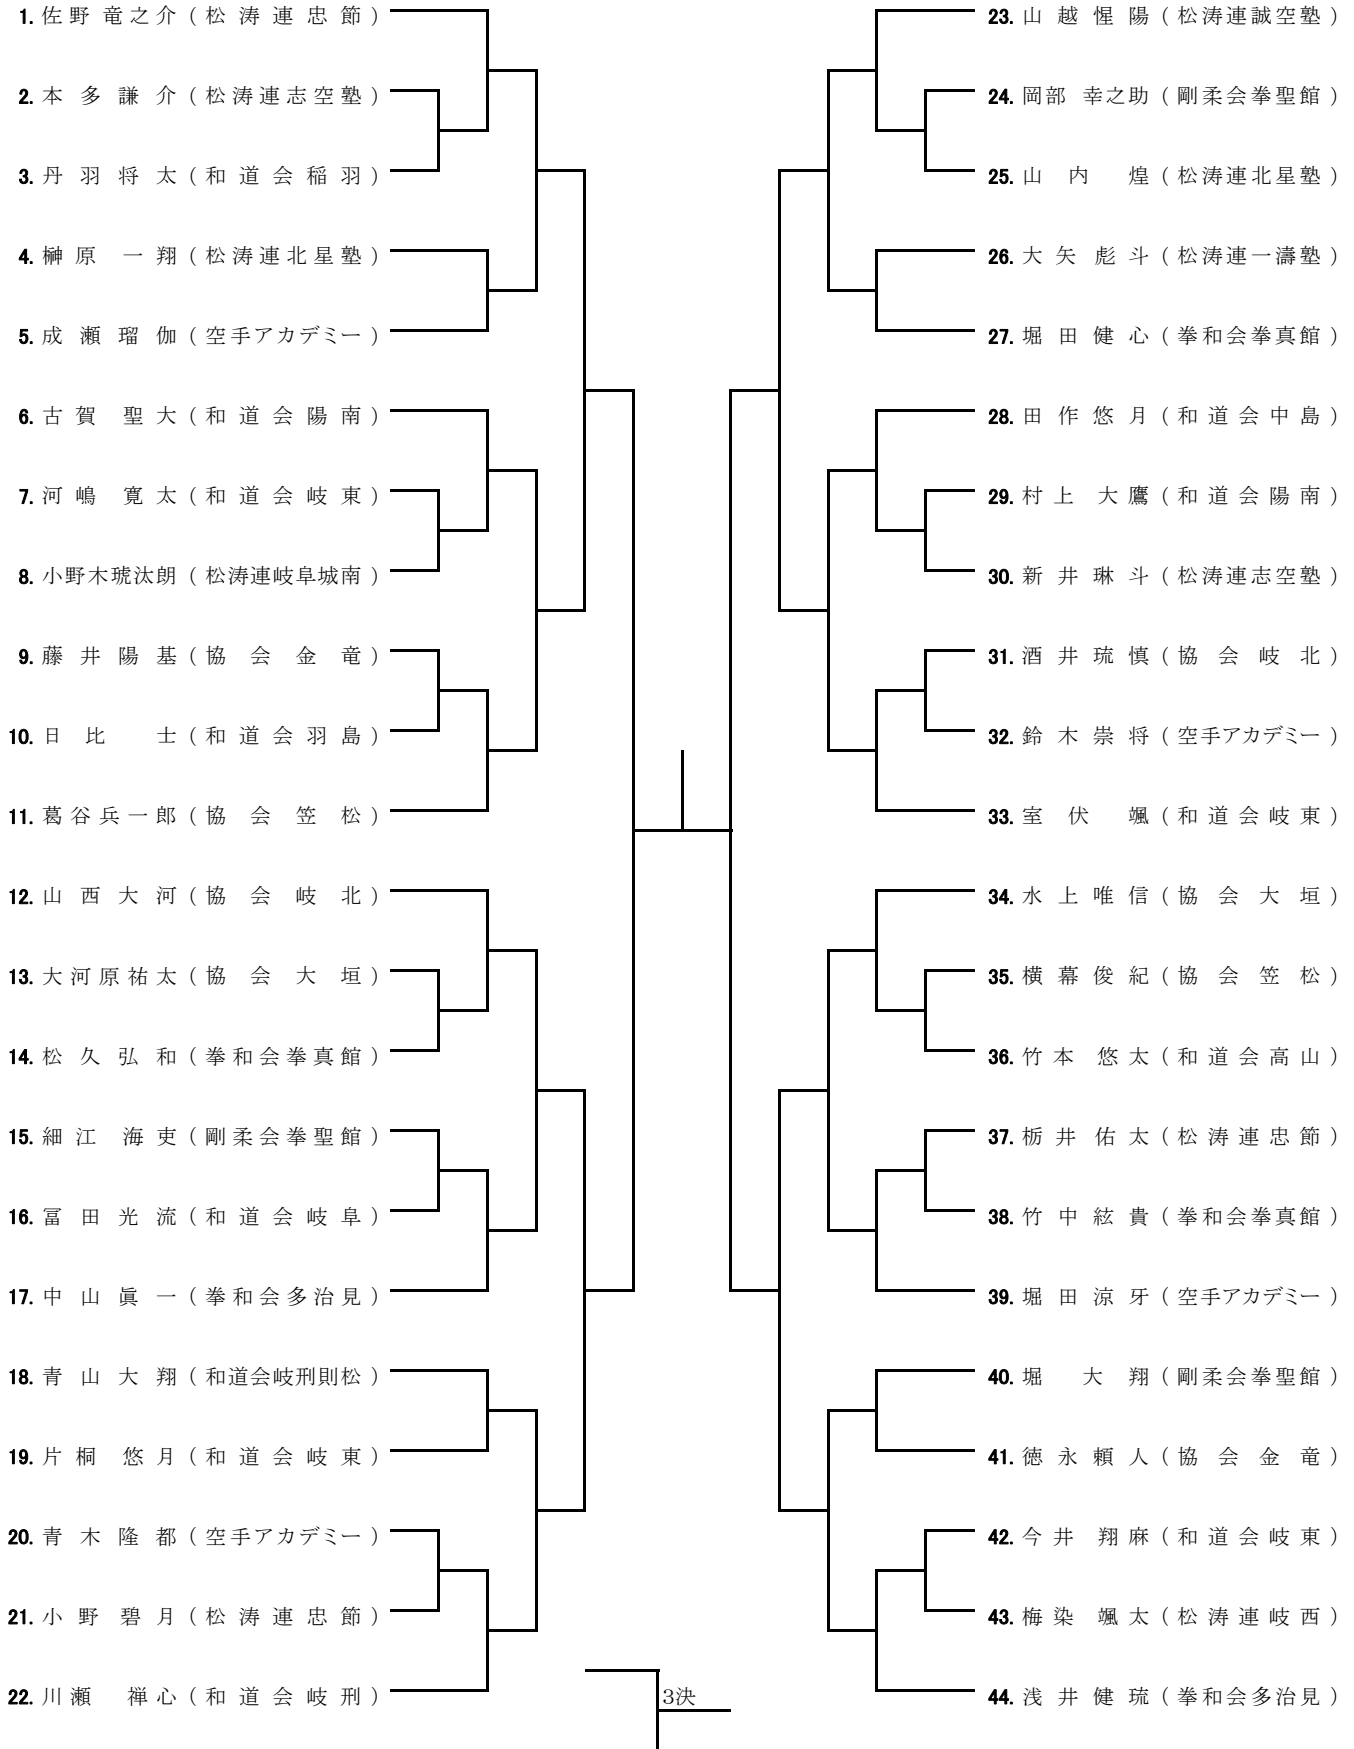 1. 佐野 竜之介 (松涛連忠節)
2. 本多謙介 (松涛連志空塾)
3. 丹羽将太 (和道会稲羽)
4. 榊原 一翔 (松涛連北星塾)
5. 成瀬瑠伽 (空手アカデミー)
6. 古賀 聖大 (和道会陽南)
7. 河嶋 寛太 (和道会岐東)
8. 小野木琥汰朗 (松涛連岐阜城南)
9. 藤井陽基 (協会金竜)
10. 日比 士 (和道会羽島)
11. 葛谷兵一郎 (協会笠松)
12. 山西大河 (協会岐北)
13. 大河原祐太 (協会大垣)
14. 松久弘和 (拳和会拳真館)
15. 細江 海吏 (剛柔会拳聖館)
16. 冨田光流 (和道会岐阜)
17. 中山眞一 (拳和会多治見)
18. 青山大翔 (和道会岐刑則松)
19. 片桐 悠月 (和道会岐東)
20. 青木隆都 (空手アカデミー)
21. 小野碧月 (松涛連忠節)
22. 川瀬 禅心 (和道会岐刑)
23. 山越惺陽 (松涛連誠空塾)
24. 岡部 幸之助 (剛柔会拳聖館)
25. 山内 煌 (松涛連北星塾)
26. 大矢彪斗 (松涛連一濤塾)
27. 堀田健心 (拳和会拳真館)
28. 田作悠月 (和道会中島)
29. 村上 大鷹 (和道会陽南)
30. 新井琳斗 (松涛連志空塾)
31. 酒井琉慎 (協会岐北)
32. 鈴木崇将 (空手アカデミー)
33. 室伏 颯 (和道会岐東)
34. 水上唯信 (協会大垣)
35. 横幕俊紀 (協会笠松)
36. 竹本 悠太 (和道会高山)
37. 栃井佑太 (松涛連忠節)
38. 竹中絃貴 (拳和会拳真館)
39. 堀田涼牙 (空手アカデミー)
40. 堀 大翔 (剛柔会拳聖館)
41. 徳永頼人 (協会金竜)
42. 今井 翔麻 (和道会岐東)
43. 梅染 颯太 (松涛連岐西)
44. 浅井健琉 (拳和会多治見)
3決